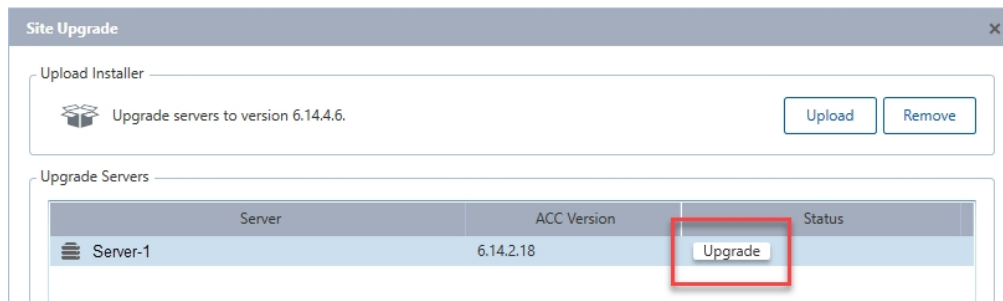 Site Upgrade
Upload Installer
Upgrade servers to version 6.14.4.6.
Upload
Remove
Upgrade Servers
Server
ACC Version
Status
Server-1
6.14.2.18
Upgrade